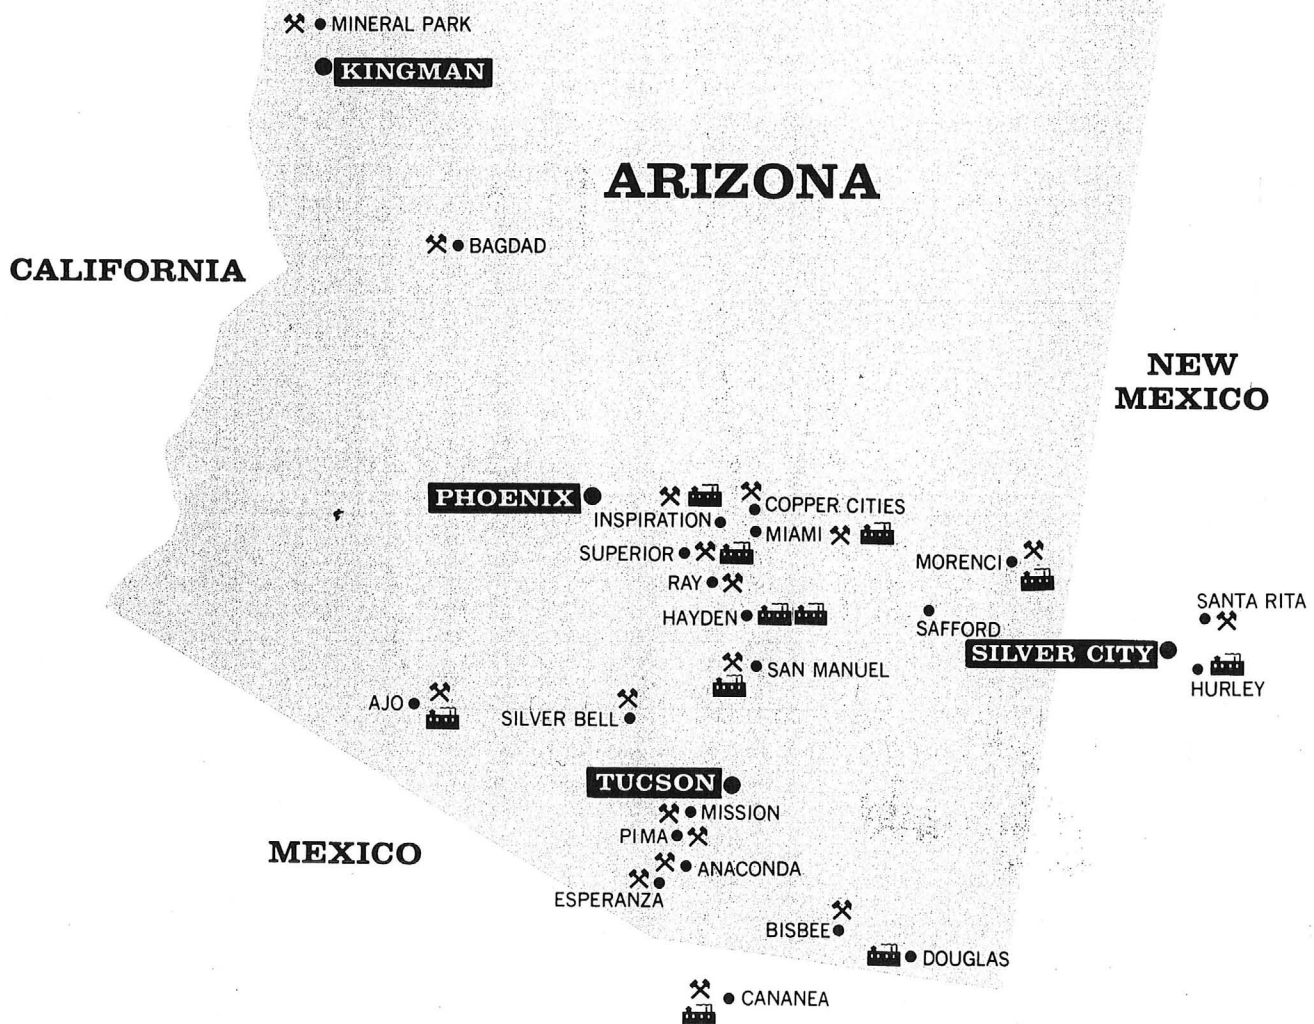 MINERAL PARK
KINGMAN
ARIZONA
BAGDAD
CALIFORNIA
NEW
MEXICO
PHOENIX
COPPER CITIES
INSPIRATION
MIAMI
SUPERIOR
MORENCI
RAY
SANTA RITA
HAYDEN
SAFFORD
SILVER CITY
SAN MANUEL
HURLEY
AJO
SILVER BELL
TUCSON
MISSION
PIMA
MEXICO
ANACONDA
ESPERANZA
BISBEE
DOUGLAS
CANANEA